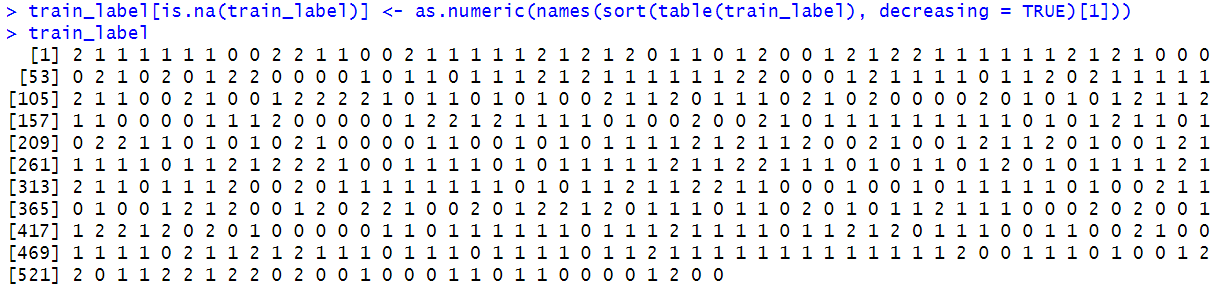 > train_label[is.na(train_label)] <- as.numeric(names(sort(table(train_label), decreasing = TRUE)[1]))
> train_label
[1] 2 1 1 1 1 1 1 0 0 2 2 1 1 0 0 2 1 1 1 1 1 2 1 2 1 2 0 1 1 0 1 2 0 0 1 2 1 2 2 1 1 1 1 1 1 2 1 2 1 0 0 0
[53] 0 2 1 0 2 0 1 2 2 0 0 0 0 1 0 1 1 0 1 1 1 2 1 2 1 1 1 1 1 2 2 0 0 0 1 2 1 1 1 1 0 1 1 2 0 2 1 1 1 1 1
[105] 2 1 1 0 0 2 1 0 0 1 2 2 2 2 1 0 1 1 0 1 0 1 0 0 2 1 1 2 0 1 1 1 0 2 1 0 2 0 0 0 0 2 0 1 0 1 0 1 2 1 1 2
[157] 1 1 0 0 0 0 1 1 1 2 0 0 0 0 0 1 2 2 1 2 1 1 1 1 0 1 0 0 2 0 0 2 1 0 1 1 1 1 1 1 1 1 1 0 1 0 1 2 1 1 0 1
[209] 0 2 2 1 1 0 1 0 1 0 2 1 0 0 0 0 1 1 0 0 1 0 1 0 1 1 1 1 2 1 2 1 1 2 0 0 2 1 0 0 1 2 1 1 2 0 1 0 0 1 2 1
[261] 1 1 1 1 0 1 1 2 1 2 2 2 1 0 0 1 1 1 1 0 1 0 1 1 1 1 1 1 2 1 1 2 2 1 1 1 0 1 0 1 1 0 1 2 0 1 0 1 1 1 1 2 1
[313] 2 1 1 0 1 1 1 2 0 0 2 0 1 1 1 1 1 1 1 1 1 0 1 0 1 1 2 1 1 2 2 1 1 0 0 0 1 0 0 1 0 1 1 1 1 1 1 0 1 0 0 2 1 1
[365] 0 1 0 0 1 2 1 2 0 0 1 2 0 2 2 1 0 0 2 0 1 2 2 1 2 0 1 1 1 0 1 1 0 2 0 1 0 1 1 2 1 1 1 0 0 0 2 0 2 0 0 1
[417] 1 2 2 1 2 0 2 0 1 0 0 0 0 0 1 1 0 1 1 1 1 1 1 0 1 1 1 2 1 1 1 1 0 1 1 2 1 2 0 1 1 1 0 0 1 1 0 0 2 1 0 0
[469] 1 1 1 1 0 2 1 1 2 1 2 1 1 1 0 1 1 1 0 1 1 1 1 0 1 1 2 1 1 1 1 1 1 1 1 1 1 1 1 1 2 0 0 1 1 1 0 1 0 0 1 2
[521] 2 0 1 1 2 2 1 2 2 0 2 0 0 1 0 0 0 1 1 0 1 1 0 0 0 0 1 2 0 0